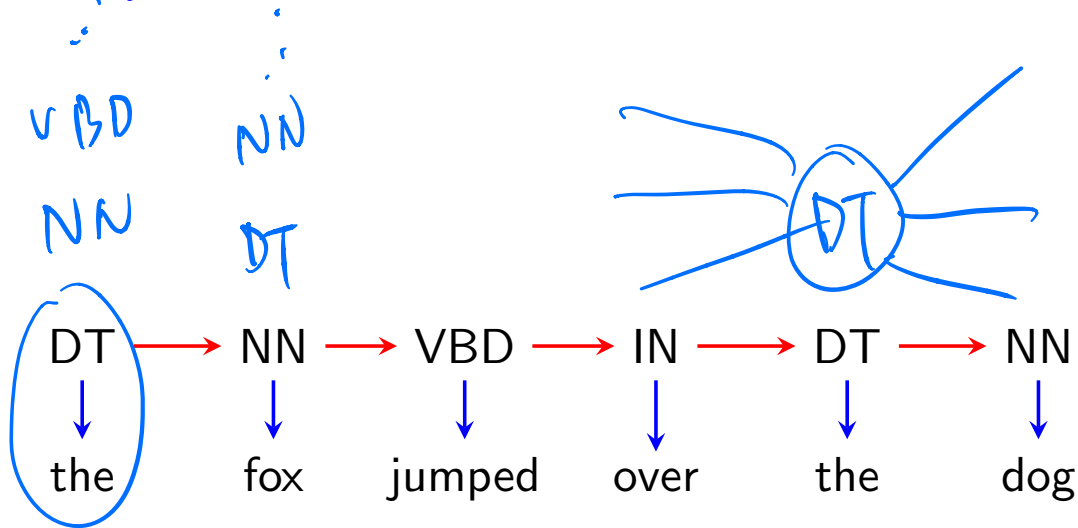 VBD NN
NN DT
DT
DT NN VBD IN DT NN
the fox jumped over the dog